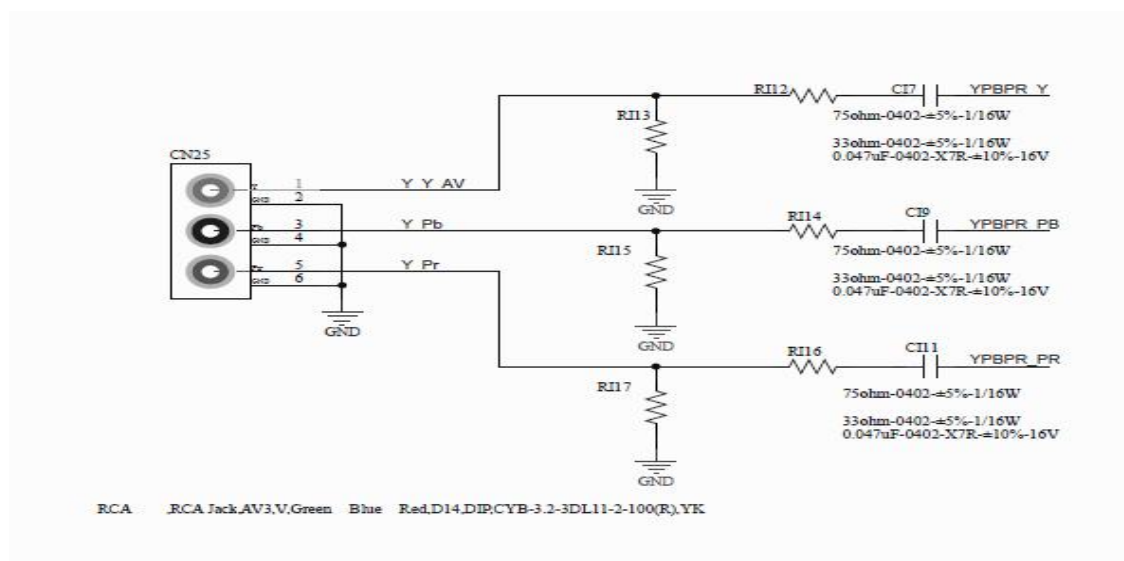 RI12 CI7 YPBPR_Y
RI13
75ohm-0402-±5%-1/16W
33ohm-0402-±5%-1/16W
0.047uF-0402-X7R-±10%-16V
GND
CN25
1 Y_Y_AV
GND 2
3 Y_Pb
GND 4
5 Y_Pr
GND 6
GND
RI14 CI9 YPBPR_PB
RI15
75ohm-0402-±5%-1/16W
33ohm-0402-±5%-1/16W
0.047uF-0402-X7R-±10%-16V
GND
RI16 CI11 YPBPR_PR
RI17
75ohm-0402-±5%-1/16W
33ohm-0402-±5%-1/16W
0.047uF-0402-X7R-±10%-16V
GND
RCA ,RCA Jack,AV3,V,Green Blue Red,D14,DIP,CYB-3.2-3DL11-2-100(R),YK